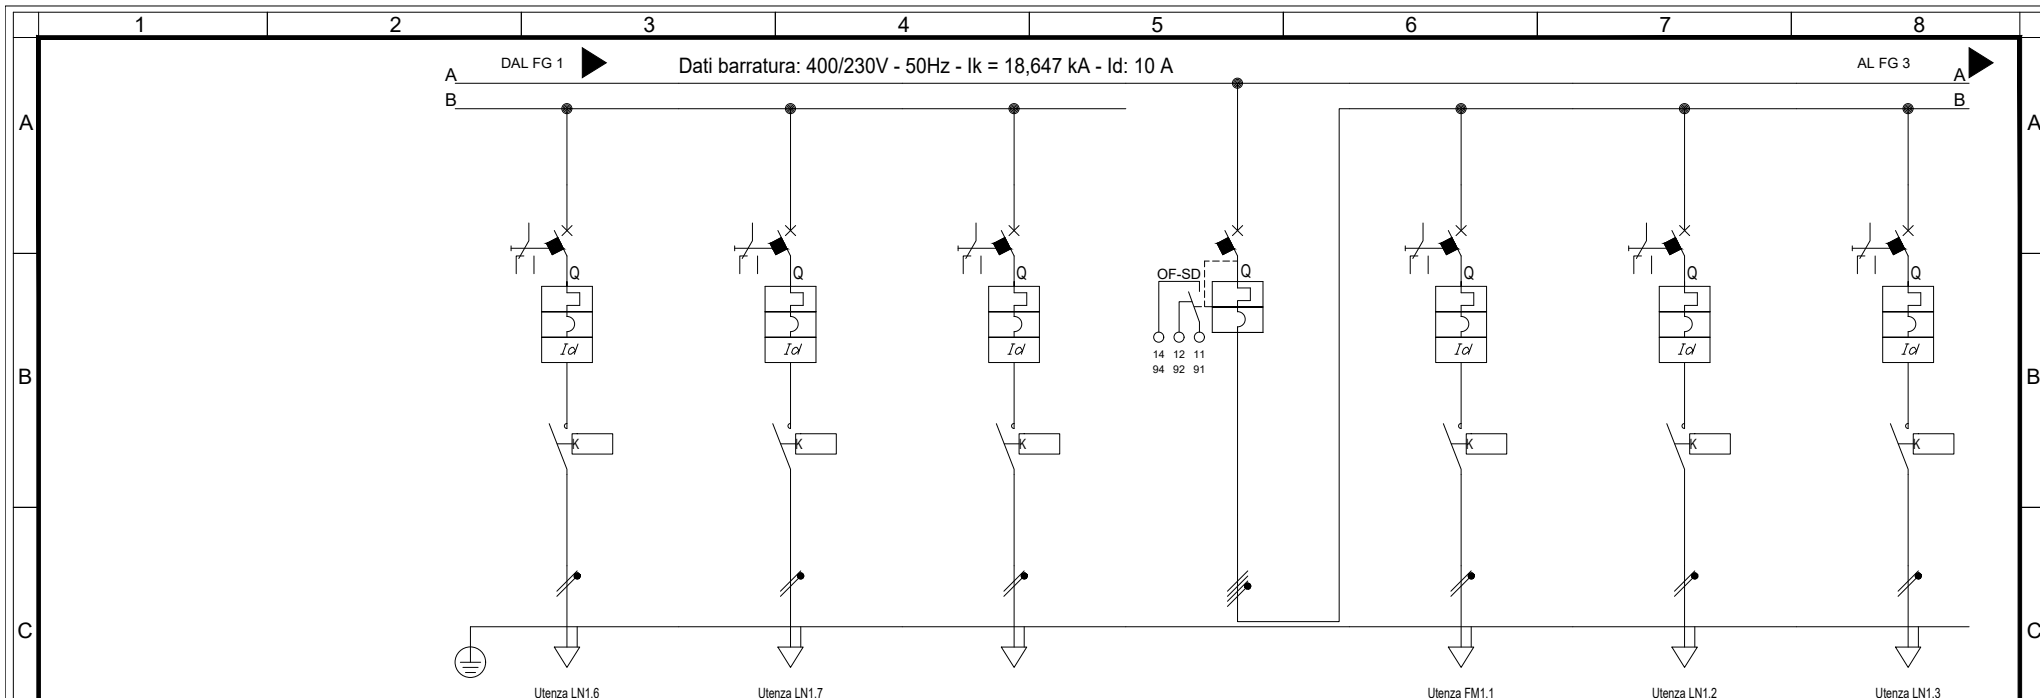 1 2 3 4 5 6 7 8
DAL FG 1
Dati barratura: 400/230V - 50Hz - Ik = 18,647 kA - Id: 10 A
AL FG 3
A A
B B
A A
Q Q Q OF-SD Q Q Q Q
Id Id Id Id Id Id
14 12 11
94 92 91
B B
K K K K K K
C C
Utenza LN1.6 Utenza LN1.7 Utenza FM1.1 Utenza LN1.2 Utenza LN1.3